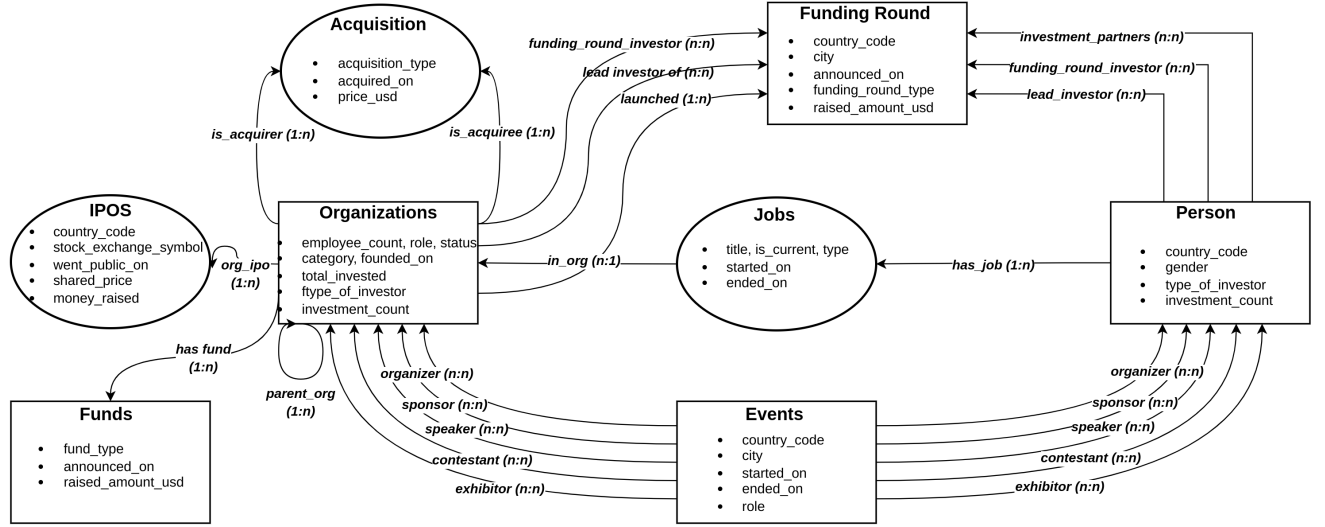 Acquisition
• acquisition_type
• acquired_on
• price_usd
Funding Round
• country_code
• city
• announced_on
• funding_round_type
• raised_amount_usd
funding_round_investor (n:n)
lead investor of (n:n)
launched (1:n)
investment_partners (n:n)
funding_round_investor (n:n)
lead_investor (n:n)
is_acquirer (1:n)
is_acquiree (1:n)
IPOS
• country_code
• stock_exchange_symbol
• went_public_on
• shared_price
• money_raised
org_ipo
(1:n)
Organizations
• employee_count, role, status
• category, founded_on
• total_invested
• ftype_of_investor
• investment_count
in_org (n:1)
Jobs
• title, is_current, type
• started_on
• ended_on
has_job (1:n)
Person
• country_code
• gender
• type_of_investor
• investment_count
has fund
(1:n)
parent_org
(1:n)
Funds
• fund_type
• announced_on
• raised_amount_usd
organizer (n:n)
sponsor (n:n)
speaker (n:n)
contestant (n:n)
exhibitor (n:n)
Events
• country_code
• city
• started_on
• ended_on
• role
organizer (n:n)
sponsor (n:n)
speaker (n:n)
contestant (n:n)
exhibitor (n:n)